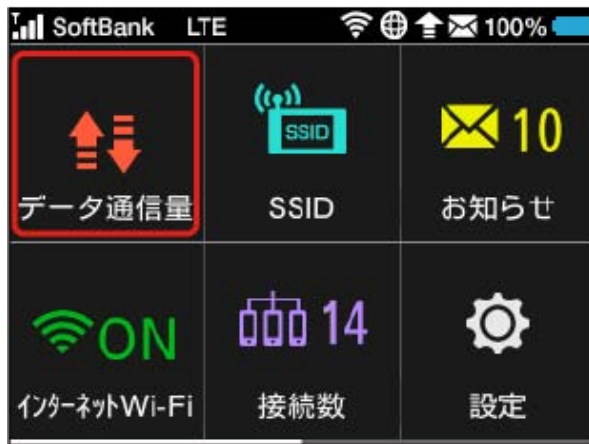 SoftBank LTE 100%
SSID 10
データ通信量 SSID お知らせ
ON 14
インターネットWi-Fi 接続数 設定